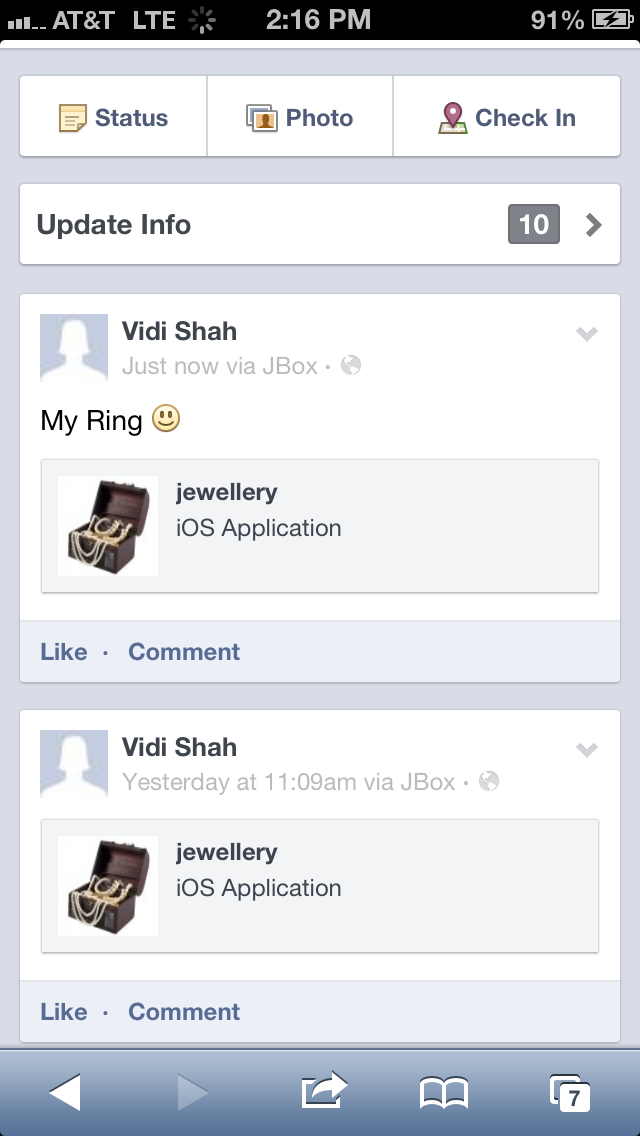 AT&T LTE 2:16 PM 91%
Status Photo Check In
Update Info 10
Vidi Shah
Just now via JBox ·
My Ring
jewellery
iOS Application
Like · Comment
Vidi Shah
Yesterday at 11:09am via JBox ·
jewellery
iOS Application
Like · Comment
7